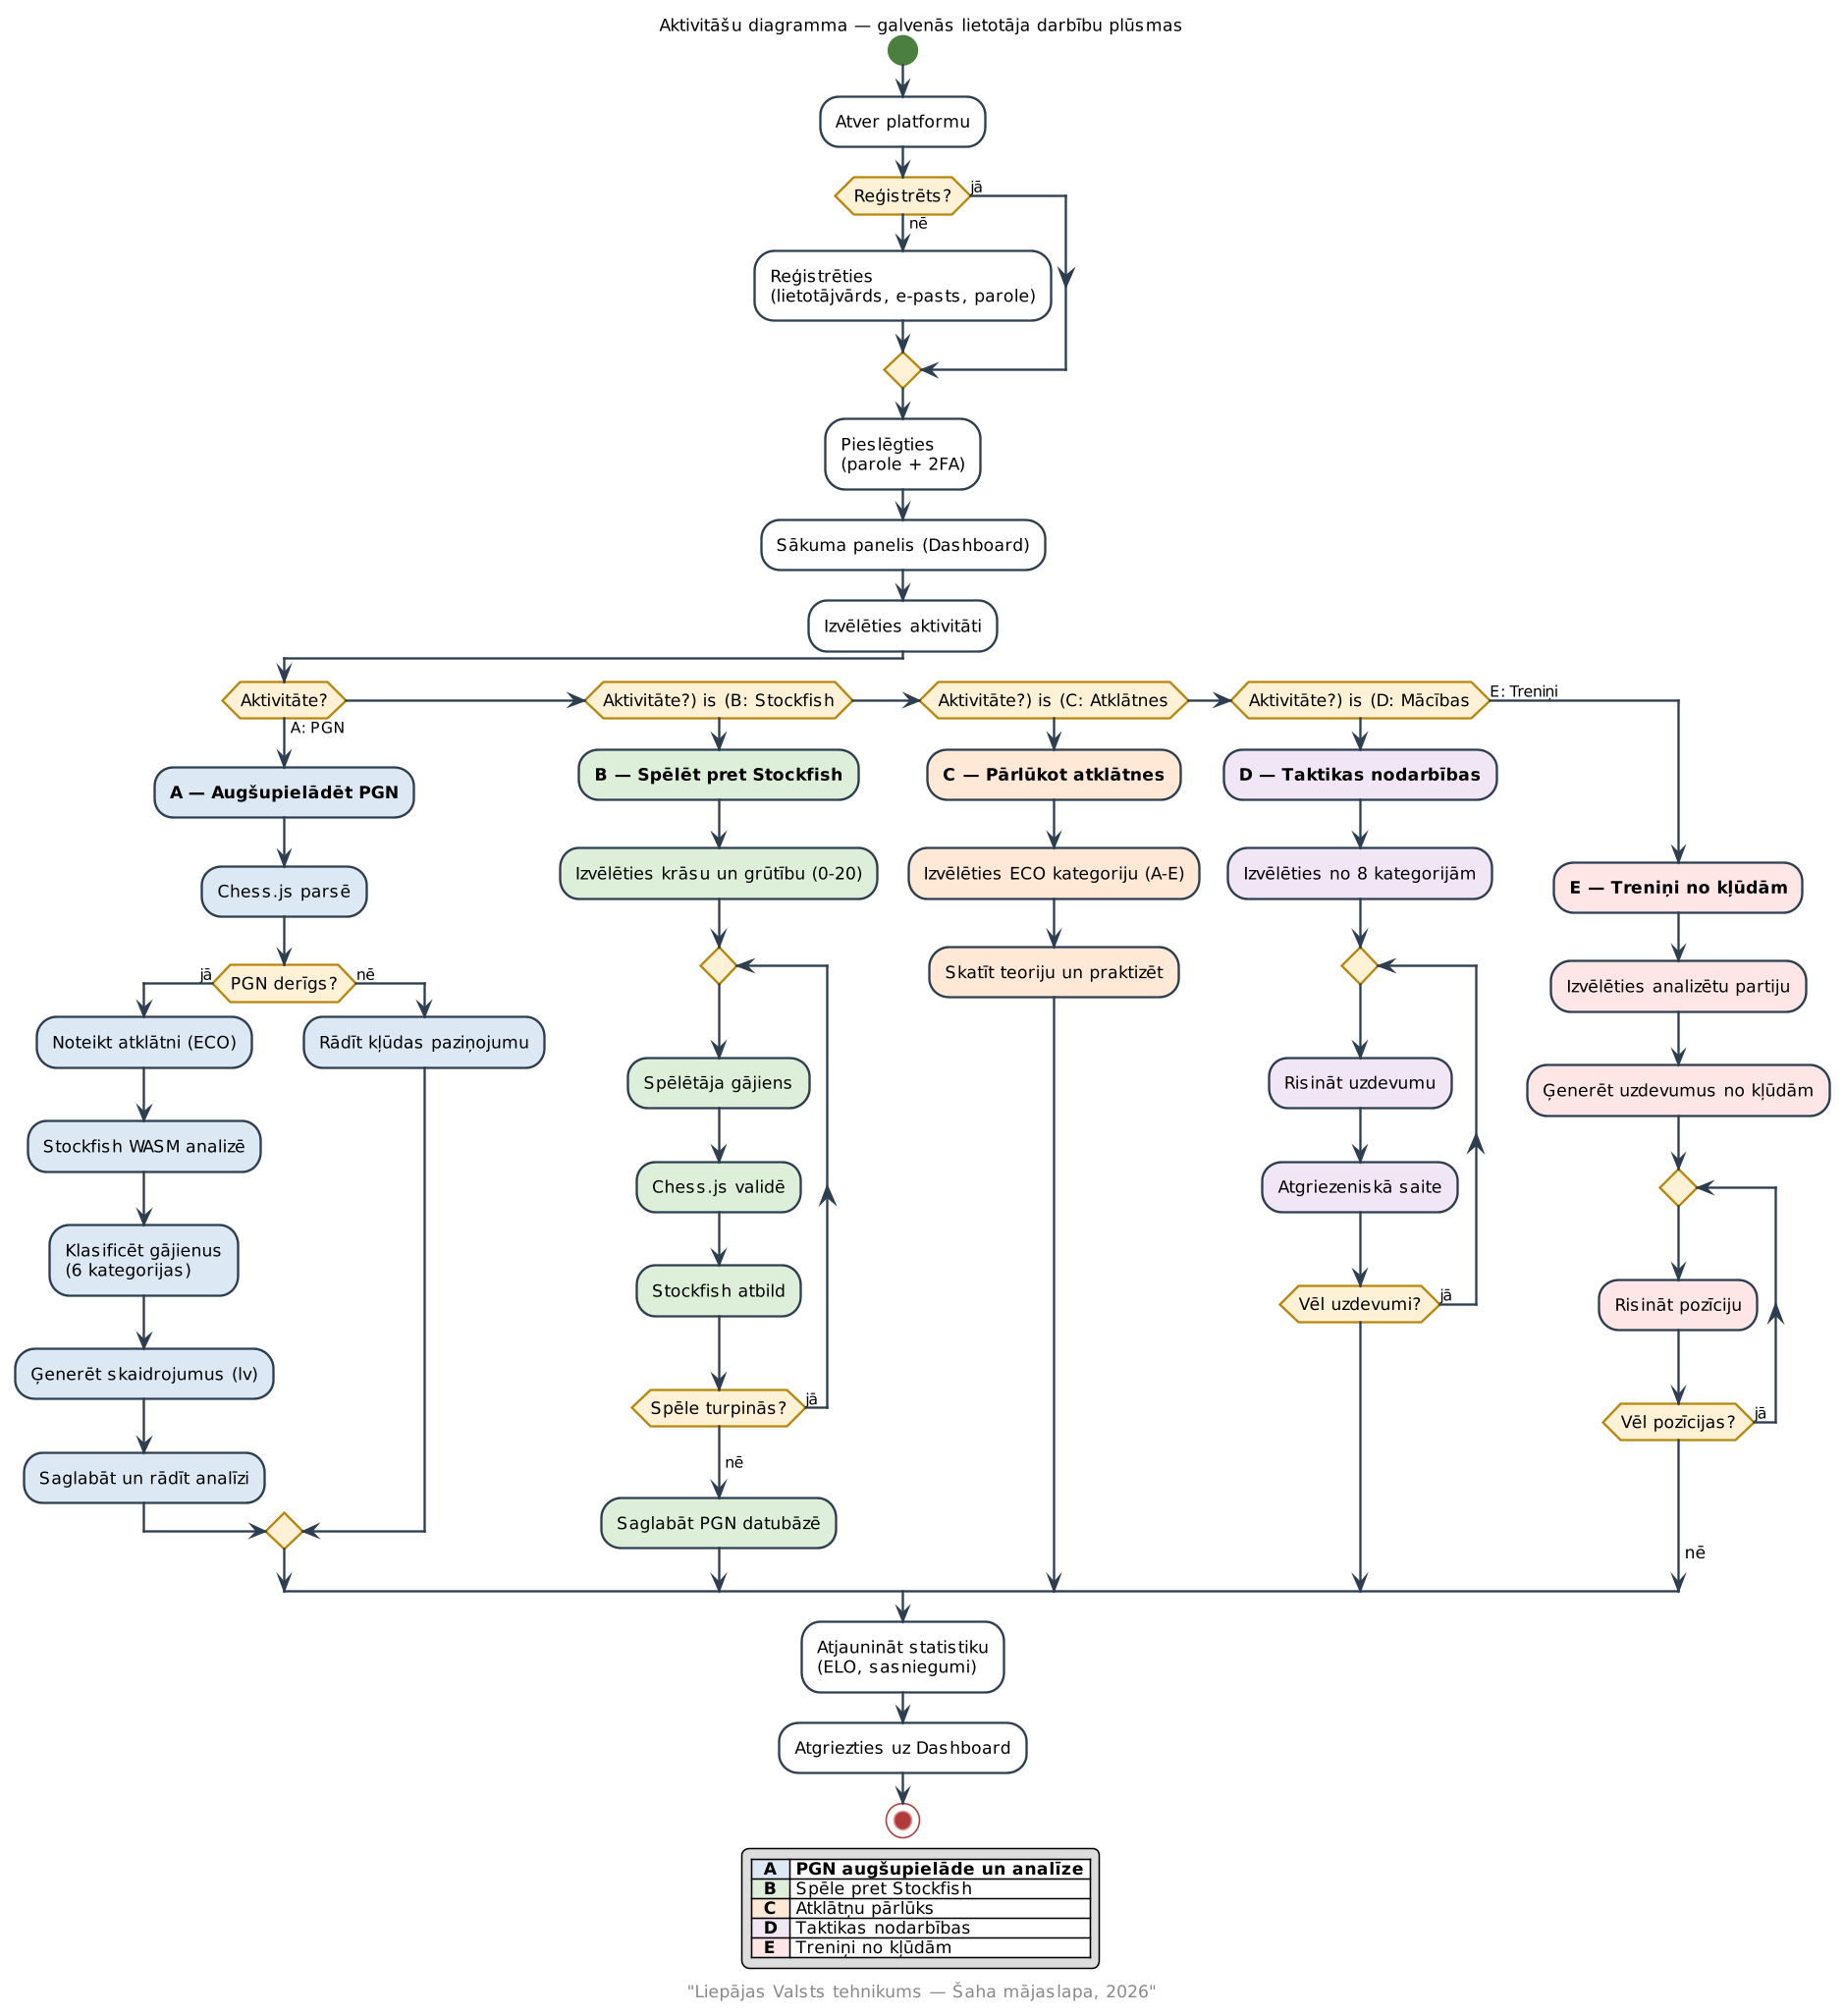 Aktivitāšu diagramma — galvenās lietotāja darbību plūsmas
Atver platformu
Reģistrēts?
jā
nē
Reģistrēties
(lietotājvārds, e-pasts, parole)
Pieslēgties
(parole + 2FA)
Sākuma panelis (Dashboard)
Izvēlēties aktivitāti
Aktivitāte?
A: PGN
A — Augšupielādēt PGN
Chess.js parsē
PGN derīgs?
jā
nē
Noteikt atklātni (ECO)
Stockfish WASM analizē
Klasificēt gājienus
(6 kategorijas)
Ģenerēt skaidrojumus (lv)
Saglabāt un rādīt analīzi
Rādīt kļūdas paziņojumu
Aktivitāte?) is (B: Stockfish
B — Spēlēt pret Stockfish
Izvēlēties krāsu un grūtību (0-20)
Spēlētāja gājiens
Chess.js validē
Stockfish atbild
Spēle turpinās?
jā
nē
Saglabāt PGN datubāzē
Aktivitāte?) is (C: Atklātnes
C — Pārlūkot atklātnes
Izvēlēties ECO kategoriju (A-E)
Skatīt teoriju un praktizēt
Aktivitāte?) is (D: Mācības
D — Taktikas nodarbības
Izvēlēties no 8 kategorijām
Risināt uzdevumu
Atgriezeniskā saite
Vēl uzdevumi?
jā
E: Treniņi
E — Treniņi no kļūdām
Izvēlēties analizētu partiju
Ģenerēt uzdevumus no kļūdām
Risināt pozīciju
Vēl pozīcijas?
jā
nē
Atjaunināt statistiku
(ELO, sasniegumi)
Atgriezties uz Dashboard
A PGN augšupielāde un analīze
B Spēle pret Stockfish
C Atklātņu pārlūks
D Taktikas nodarbības
E Treniņi no kļūdām
"Liepājas Valsts tehnikums — Šaha mājaslapa, 2026"